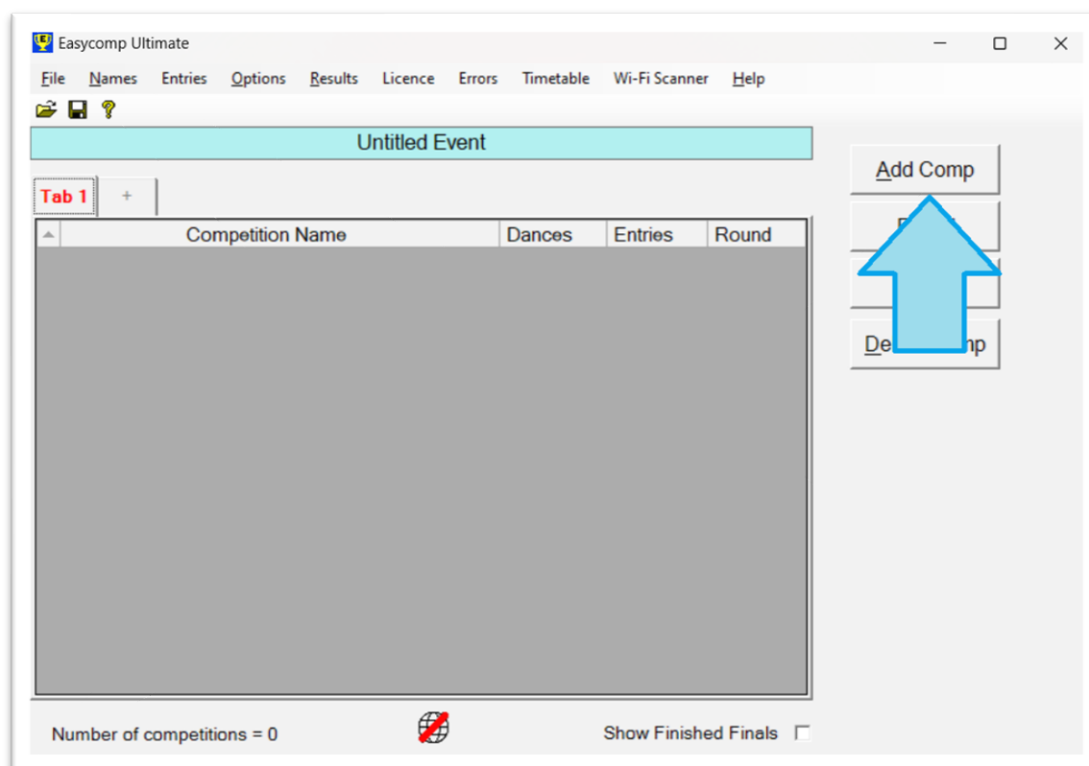 Easycomp Ultimate
File Names Entries Options Results Licence Errors Timetable Wi-Fi Scanner Help
Untitled Event
Add Comp
Tab 1 +
Competition Name Dances Entries Round
Number of competitions = 0 Show Finished Finals